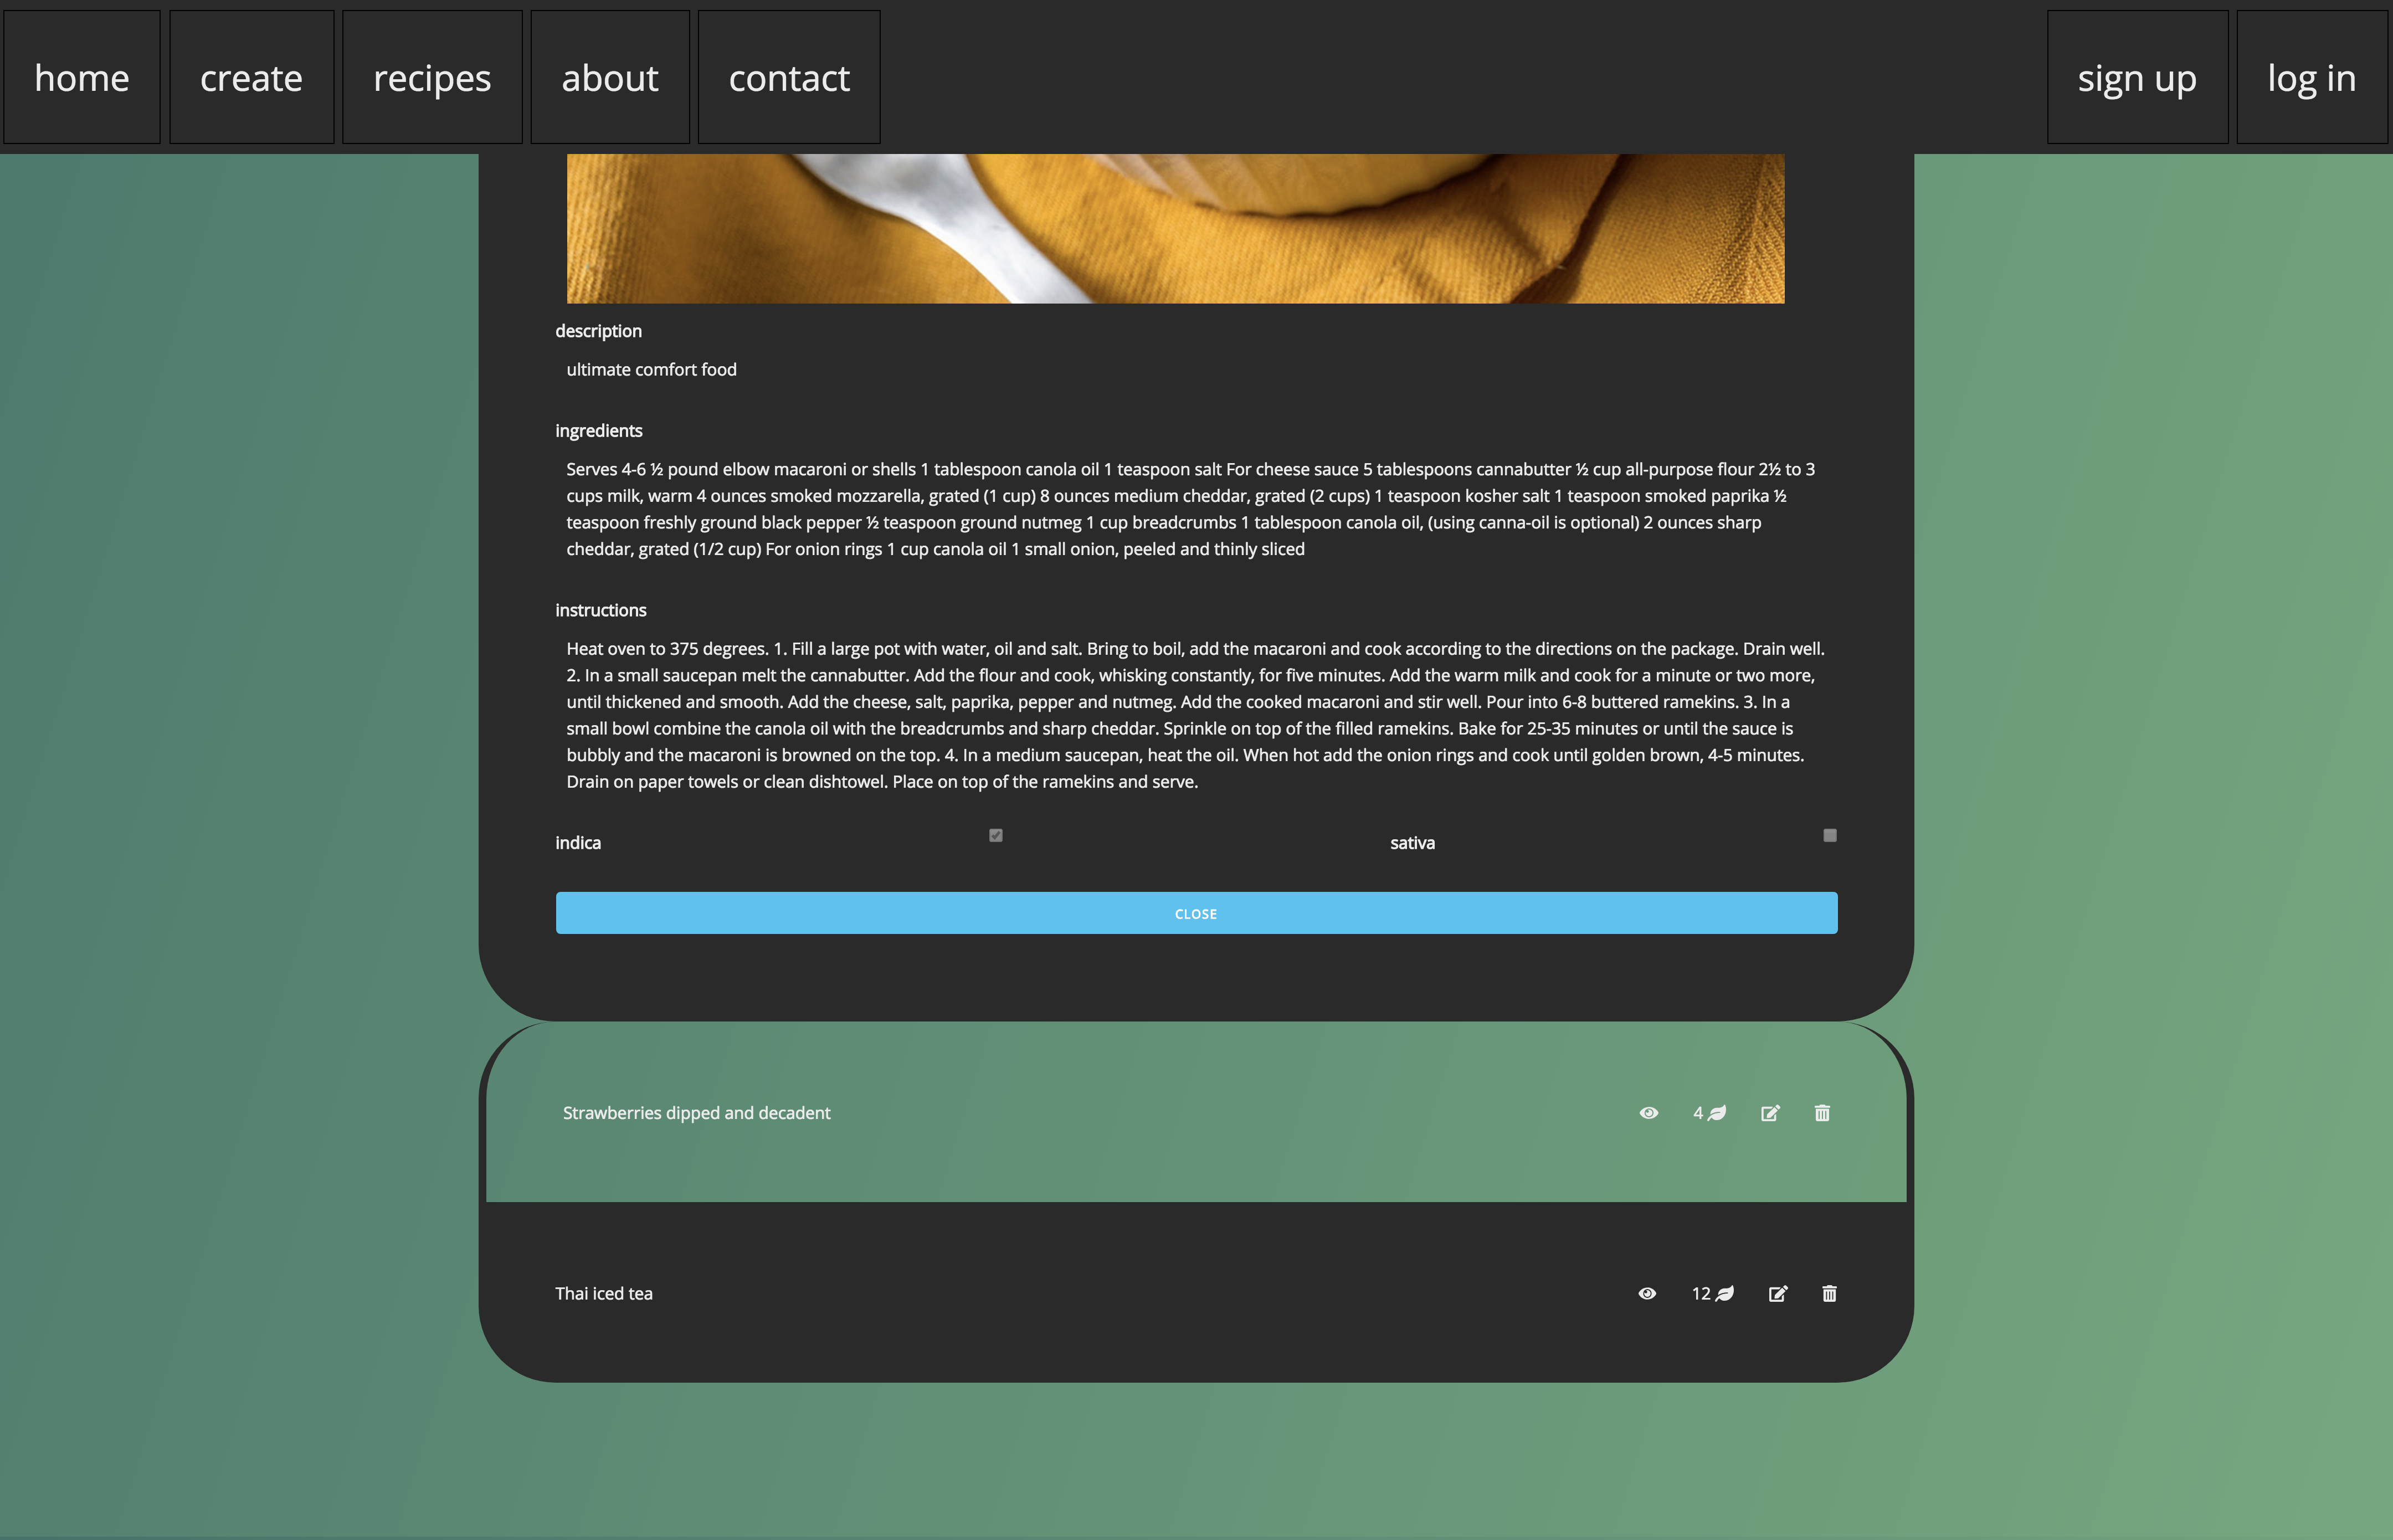 home create recipes about contact sign up log in
description
ultimate comfort food
ingredients
Serves 4-6 ½ pound elbow macaroni or shells 1 tablespoon canola oil 1 teaspoon salt For cheese sauce 5 tablespoons cannabutter ½ cup all-purpose flour 2½ to 3
cups milk, warm 4 ounces smoked mozzarella, grated (1 cup) 8 ounces medium cheddar, grated (2 cups) 1 teaspoon kosher salt 1 teaspoon smoked paprika ½
teaspoon freshly ground black pepper ½ teaspoon ground nutmeg 1 cup breadcrumbs 1 tablespoon canola oil, (using canna-oil is optional) 2 ounces sharp
cheddar, grated (1/2 cup) For onion rings 1 cup canola oil 1 small onion, peeled and thinly sliced
instructions
Heat oven to 375 degrees. 1. Fill a large pot with water, oil and salt. Bring to boil, add the macaroni and cook according to the directions on the package. Drain well.
2. In a small saucepan melt the cannabutter. Add the flour and cook, whisking constantly, for five minutes. Add the warm milk and cook for a minute or two more,
until thickened and smooth. Add the cheese, salt, paprika, pepper and nutmeg. Add the cooked macaroni and stir well. Pour into 6-8 buttered ramekins. 3. In a
small bowl combine the canola oil with the breadcrumbs and sharp cheddar. Sprinkle on top of the filled ramekins. Bake for 25-35 minutes or until the sauce is
bubbly and the macaroni is browned on the top. 4. In a medium saucepan, heat the oil. When hot add the onion rings and cook until golden brown, 4-5 minutes.
Drain on paper towels or clean dishtowel. Place on top of the ramekins and serve.
indica sativa
CLOSE
Strawberries dipped and decadent 4
Thai iced tea 12